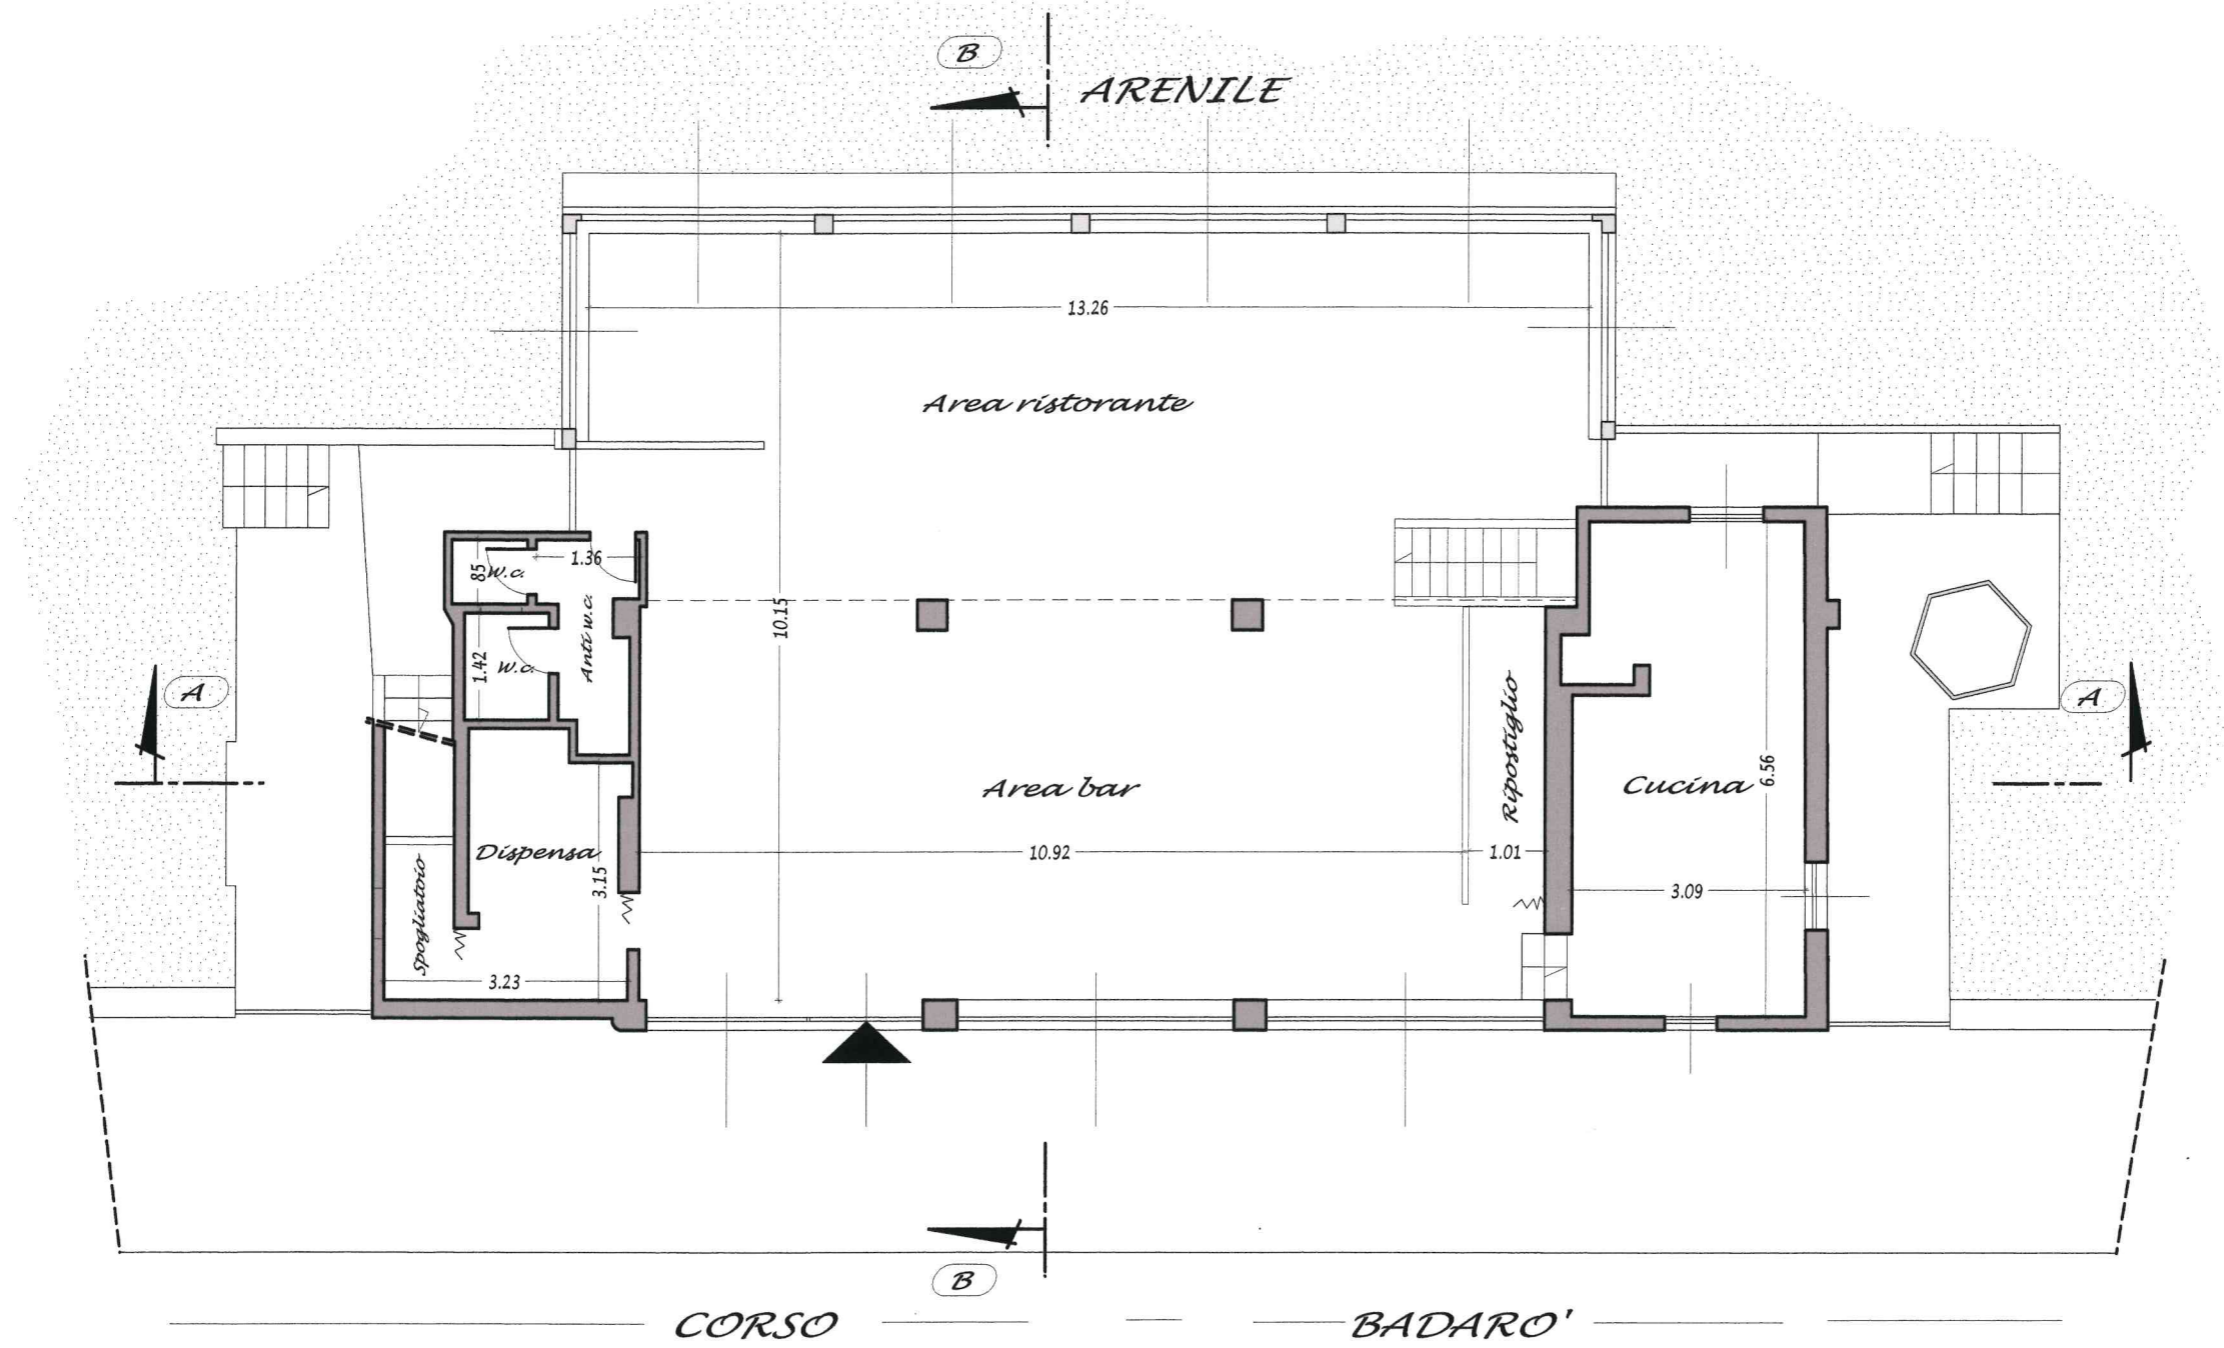 B
ARENILE
13.26
Area ristorante
1.36
85
W.c.
Anti w.c.
10.15
1.42
W.c.
A
A
Ripostiglio
Cucina
6.56
Area bar
Dispensa
3.15
10.92
1.01
3.09
Spogliatoio
3.23
B
CORSO BADARO'